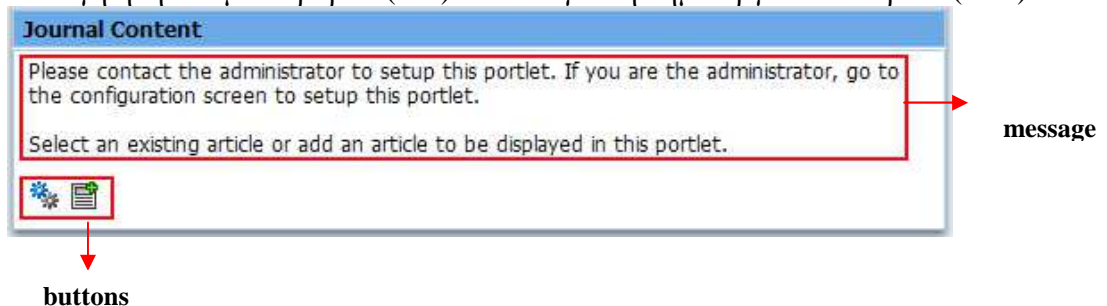 Journal Content
Please contact the administrator to setup this portlet. If you are the administrator, go to
the configuration screen to setup this portlet.
message
Select an existing article or add an article to be displayed in this portlet.
buttons